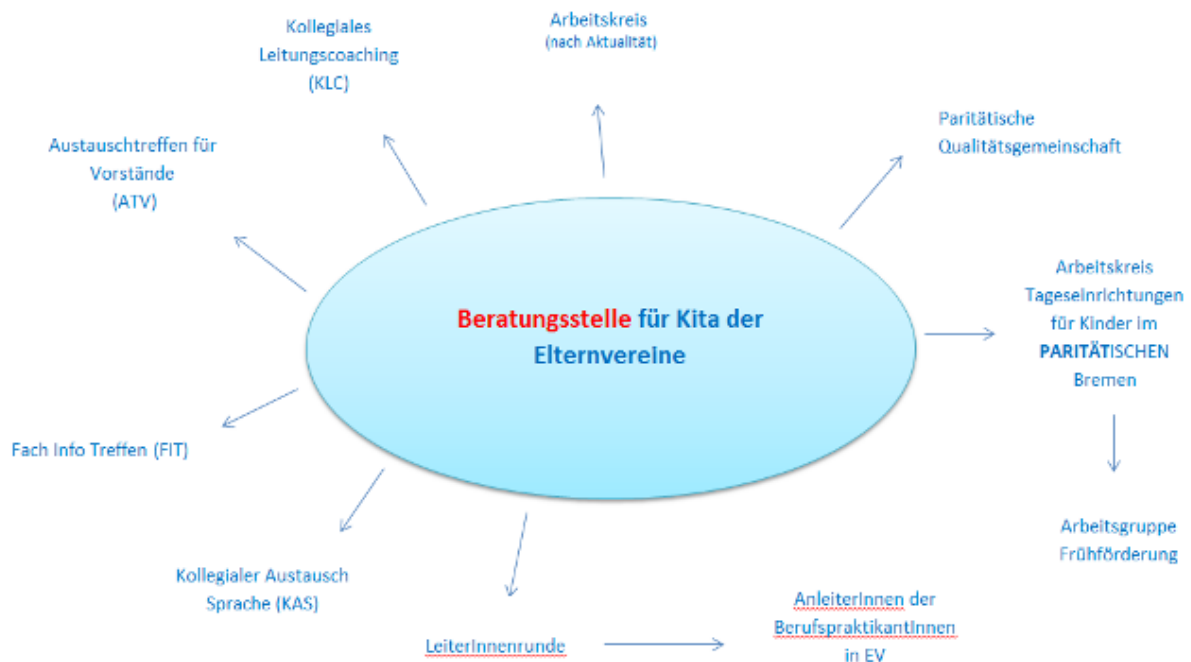 Arbeitskreis
(nach Aktualität)
Kollegiales
Leitungscoaching
(KLC)
Paritätische
Qualitätsgemeinschaft
Austauschtreffen für
Vorstände
(ATV)
Arbeitskreis
Tageseinrichtungen
für Kinder im
PARITÄTISCHEN
Bremen
Beratungsstelle für Kita der
Elternvereine
Fach Info Treffen (FIT)
Arbeitsgruppe
Frühförderung
Kollegialer Austausch
Sprache (KAS)
LeiterInnenrunde
AnleiterInnen der
BerufspraktikantInnen
in EV